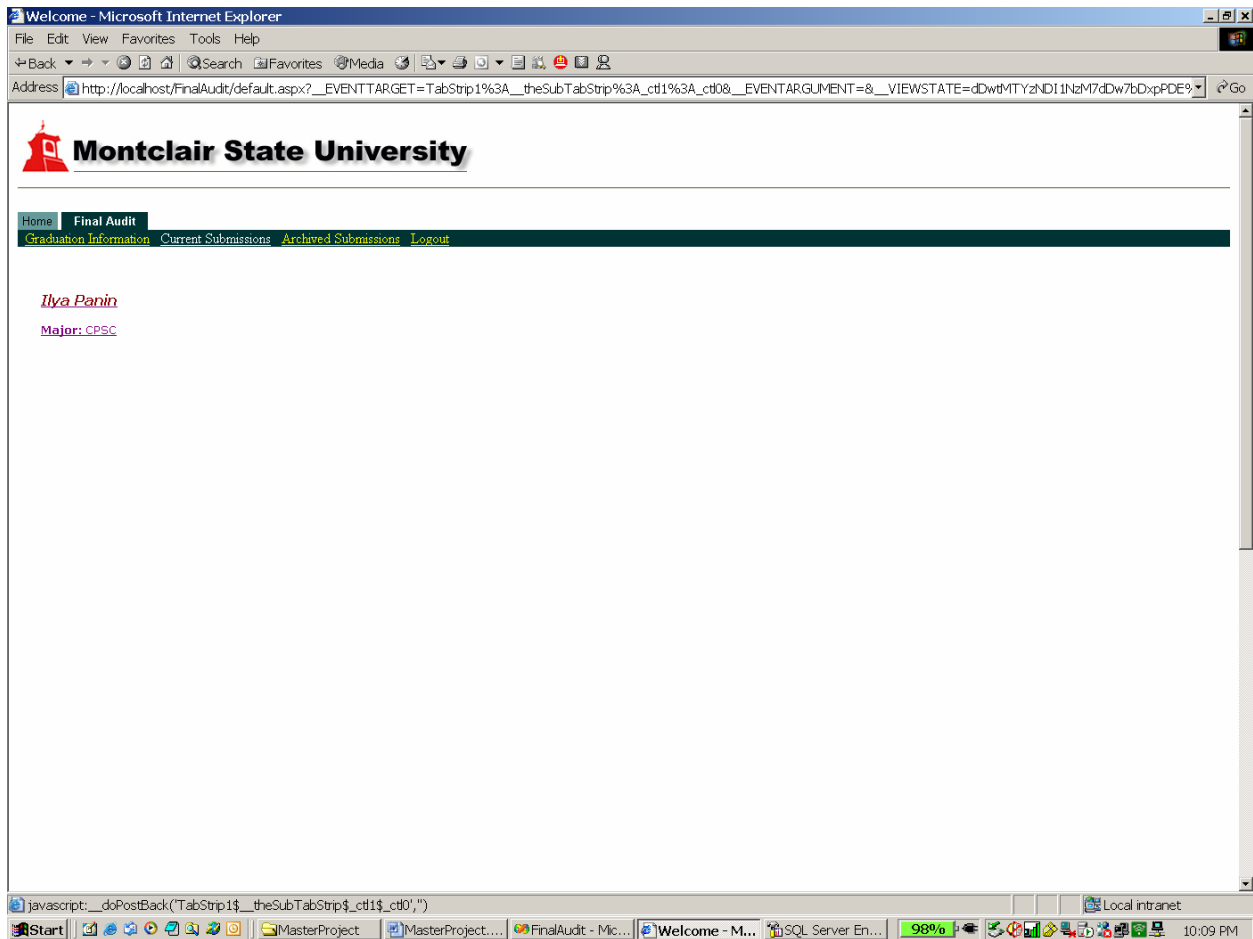 Welcome - Microsoft Internet Explorer
File Edit View Favorites Tools Help
Back Search Favorites Media
Address http://localhost/FinalAudit/default.aspx?__EVENTTARGET=TabStrip1%3A__theSubTabStrip%3A_ctl1%3A_ctl0&__EVENTARGUMENT=&__VIEWSTATE=dDwtMTYzNDI1NzM7dDw7bDxpPDE% Go
Montclair State University
Home Final Audit
Graduation Information Current Submissions Archived Submissions Logout
Ilya Panin
Major: CPSC
javascript:__doPostBack('TabStrip1$__theSubTabStrip$_ctl1$_ctl0','') Local intranet
Start MasterProject MasterProject.... FinalAudit - Mic... Welcome - M... SQL Server En... 98% 10:09 PM